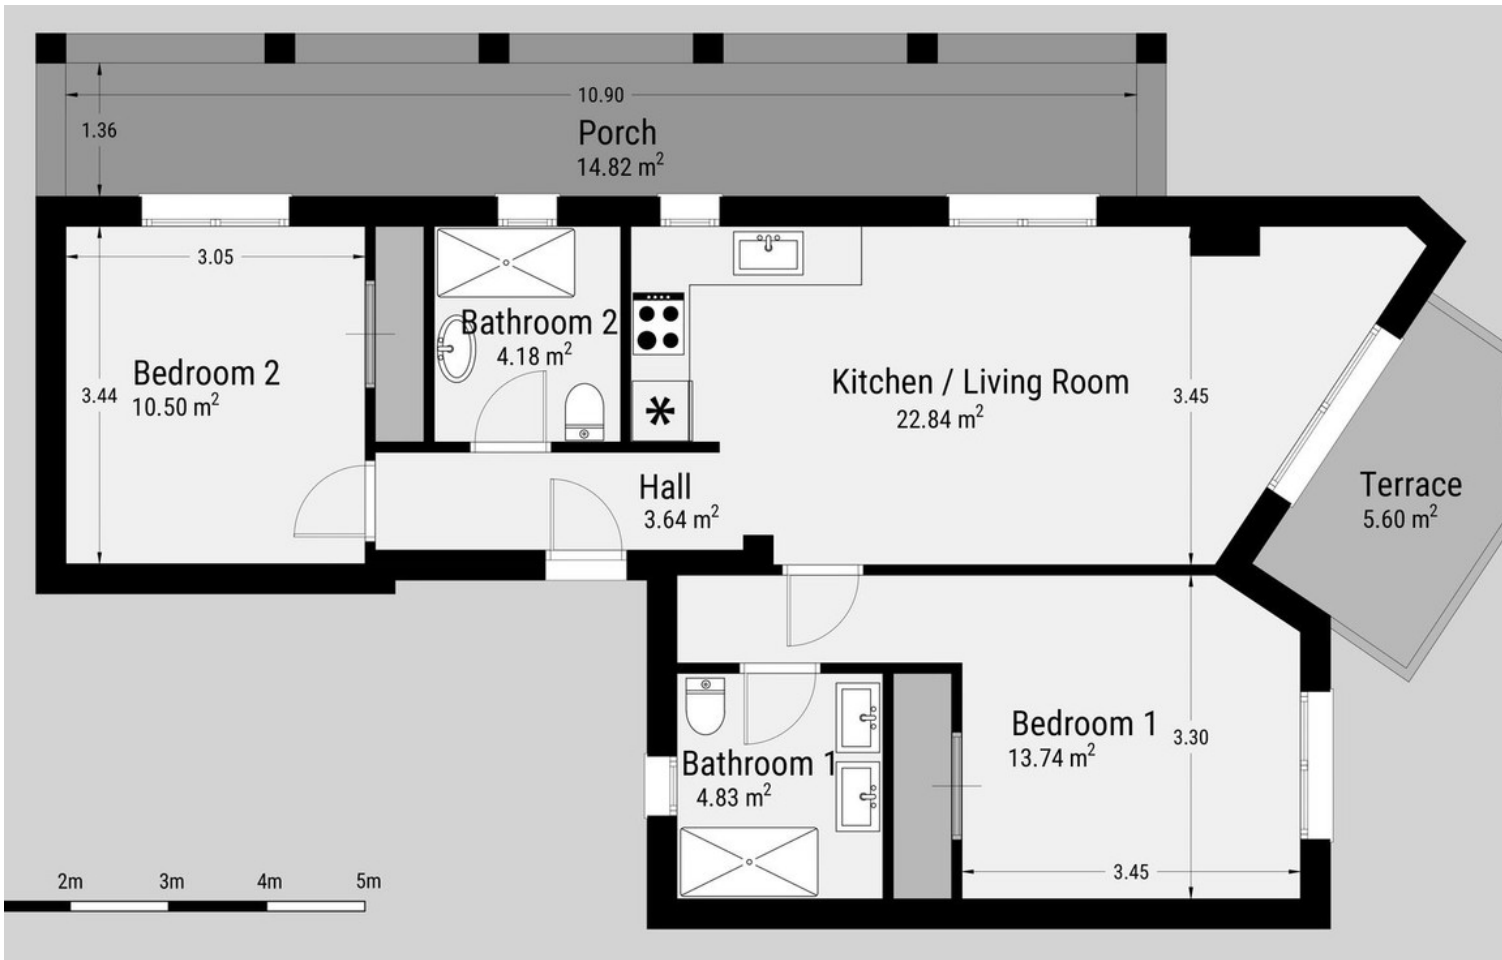 10.90
1.36
Porch
14.82 m²
3.05
Bedroom 2
10.50 m²
3.44
Bathroom 2
4.18 m²
*
Kitchen / Living Room
22.84 m²
3.45
Hall
3.64 m²
Terrace
5.60 m²
Bedroom 1
13.74 m²
3.30
Bathroom 1
4.83 m²
3.45
2m 3m 4m 5m